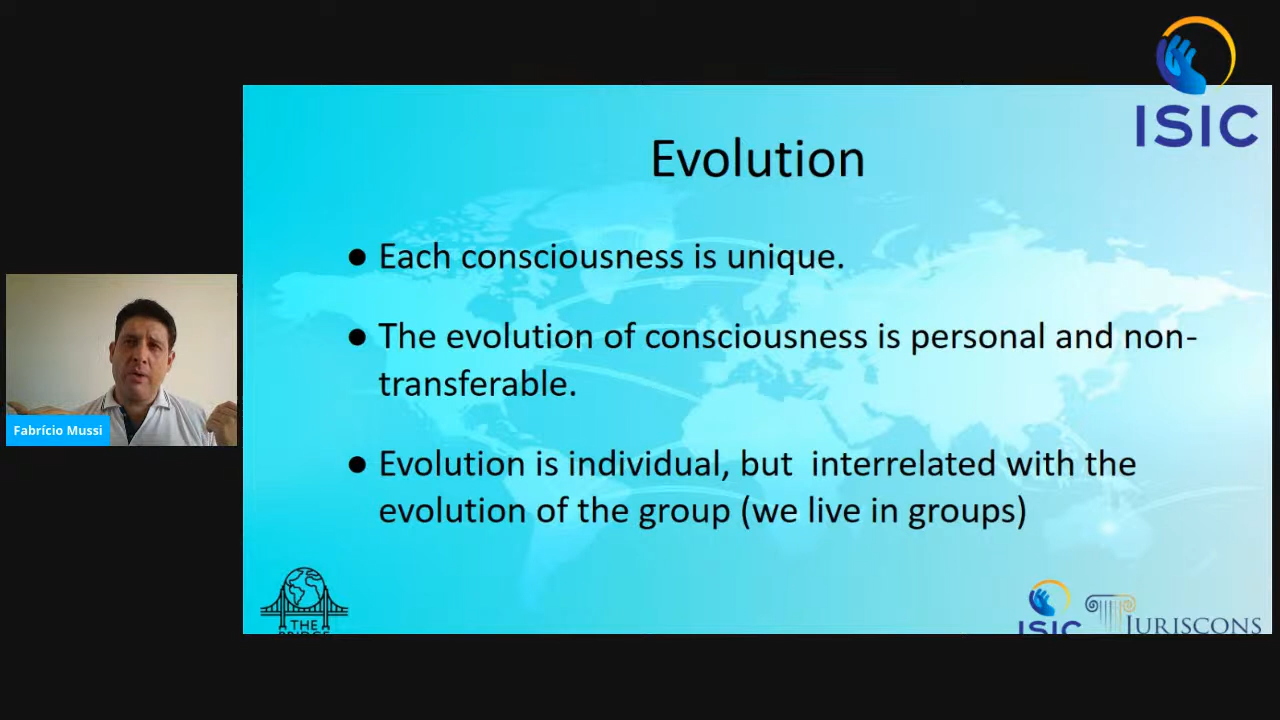 ISIC
Evolution
● Each consciousness is unique.
● The evolution of consciousness is personal and non-
transferable.
● Evolution is individual, but  interrelated with the
evolution of the group (we live in groups)
Fabrício Mussi
THE
BRIDGE
ISIC
JURISCONS